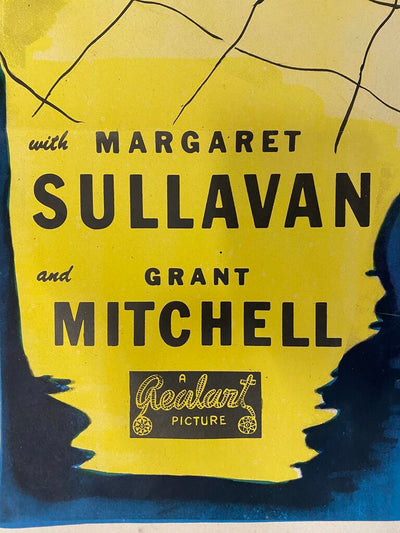 with MARGARET
SULLAVAN
and GRANT
MITCHELL
A
Realart
PICTURE